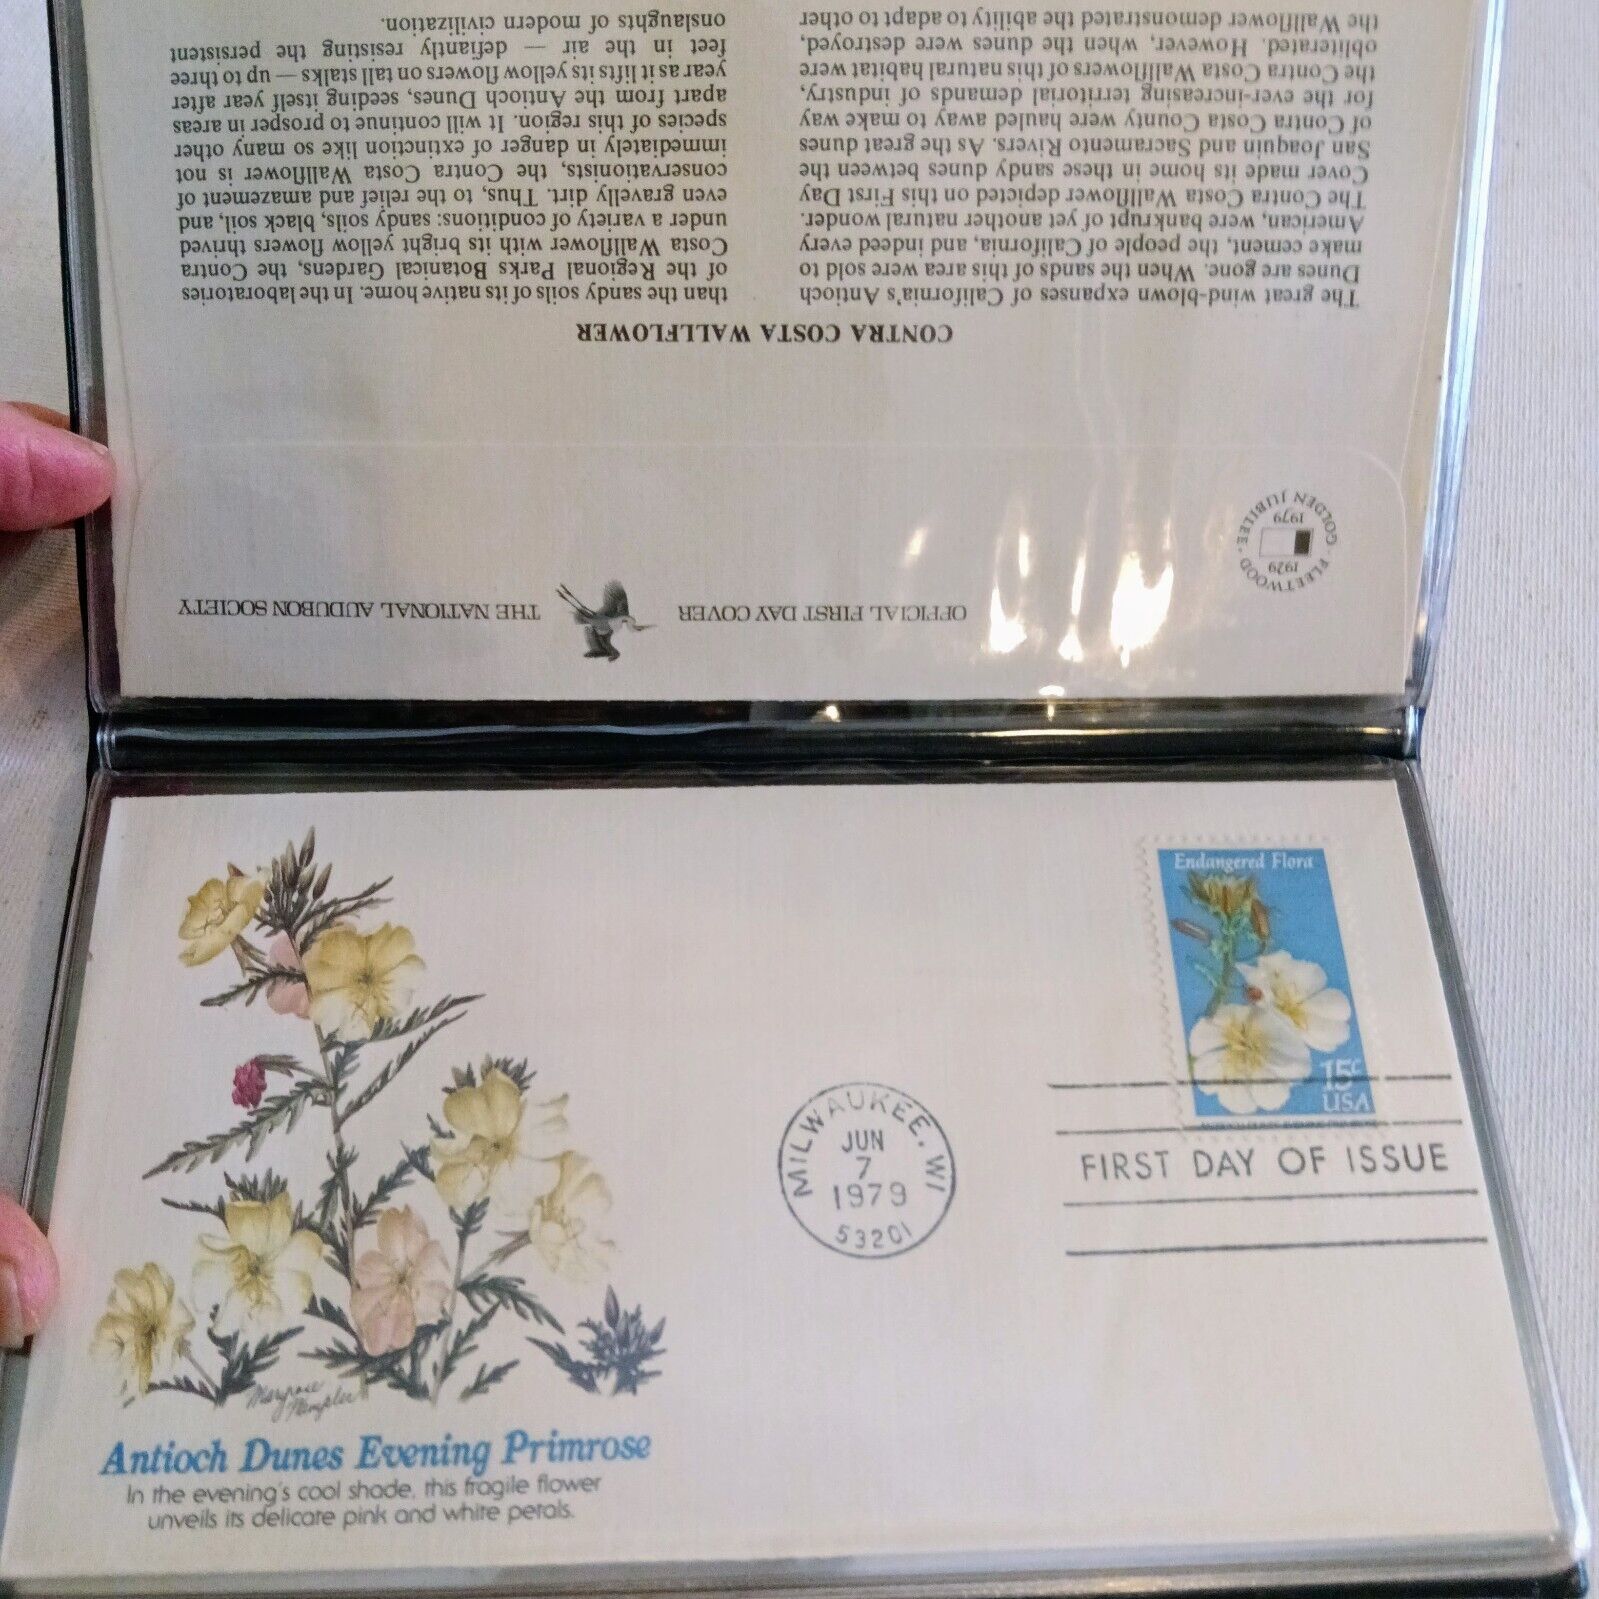 OFFICIAL FIRST DAY COVER
THE NATIONAL AUDUBON SOCIETY
FLEETWOOD
1929
1979
GOLDEN JUBILEE
CONTRA COSTA WALLFLOWER
The great wind-blown expanses of California's Antioch
Dunes are gone. When the sands of this area were sold to
make cement, the people of California, and indeed every
American, were bankrupt of yet another natural wonder.
The Contra Costa Wallflower depicted on this First Day
Cover made its home in these sandy dunes between the
San Joaquin and Sacramento Rivers. As the great dunes
of Contra Costa County were hauled away to make way
for the ever-increasing territorial demands of industry,
the Contra Costa Wallflowers of this natural habitat were
obliterated. However, when the dunes were destroyed,
the Wallflower demonstrated the ability to adapt to other
than the sandy soils of its native home. In the laboratories
of the Regional Parks Botanical Gardens, the Contra
Costa Wallflower with its bright yellow flowers thrived
under a variety of conditions: sandy soils, black soil, and
even gravelly dirt. Thus, to the relief and amazement of
conservationists, the Contra Costa Wallflower is not
immediately in danger of extinction like so many other
species of this region. It will continue to prosper in areas
apart from the Antioch Dunes, seeding itself year after
year as it lifts its yellow flowers on tall stalks — up to three
feet in the air — defiantly resisting the persistent
onslaughts of modern civilization.
Endangered Flora
15c
USA
MILWAUKEE, WI
JUN
7
1979
53201
FIRST DAY OF ISSUE
Antioch Dunes Evening Primrose
In the evening's cool shade, this fragile flower
unveils its delicate pink and white petals.